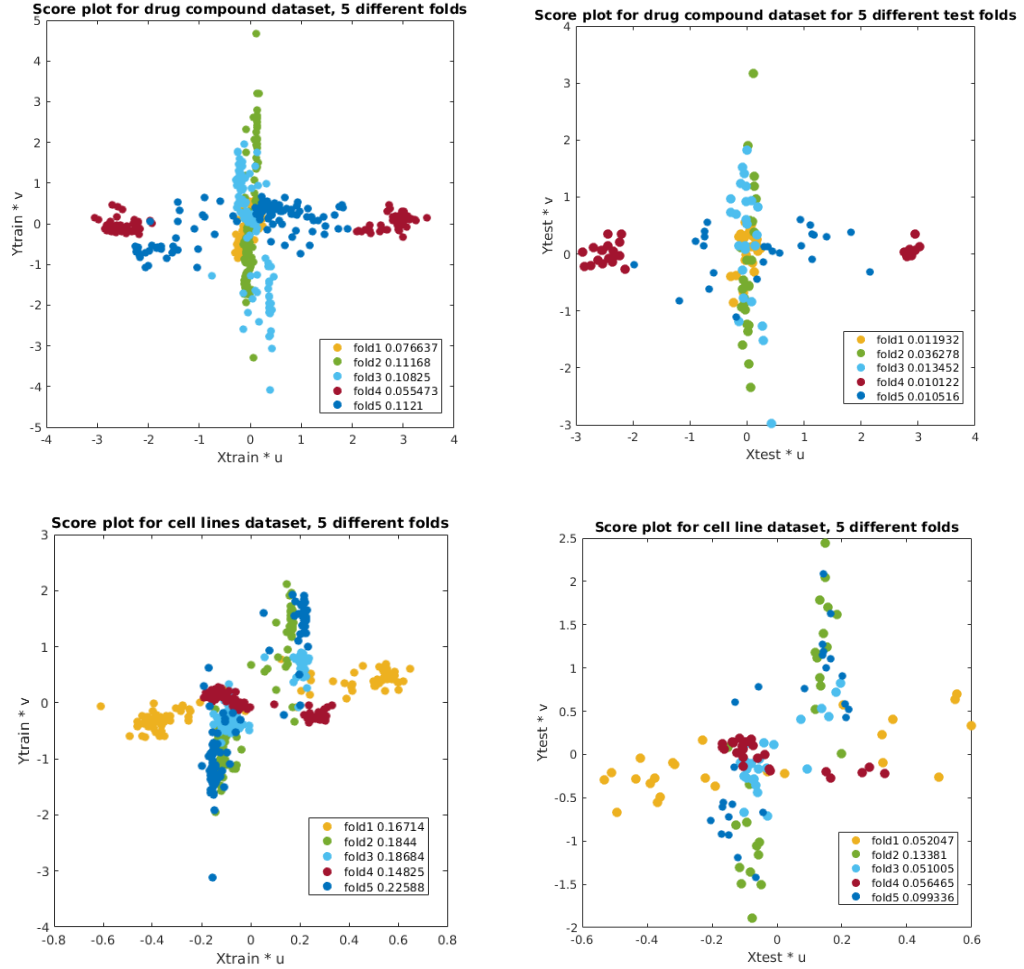 Score plot for drug compound dataset, 5 different folds
5
4
3
2
1
0
-1
-2
-3
-4
-5
Ytrain * v
-4
-3
-2
-1
0
1
2
3
4
Xtrain * u
fold1 0.076637
fold2 0.11168
fold3 0.10825
fold4 0.055473
fold5 0.1121
Score plot for drug compound dataset for 5 different test folds
4
3
2
1
0
-1
-2
-3
Ytest * v
-3
-2
-1
0
1
2
3
4
Xtest * u
fold1 0.011932
fold2 0.036278
fold3 0.013452
fold4 0.010122
fold5 0.010516
Score plot for cell lines dataset, 5 different folds
3
2
1
0
-1
-2
-3
-4
Ytrain * v
-0.8
-0.6
-0.4
-0.2
0
0.2
0.4
0.6
0.8
Xtrain * u
fold1 0.16714
fold2 0.1844
fold3 0.18684
fold4 0.14825
fold5 0.22588
Score plot for cell line dataset, 5 different folds
2.5
2
1.5
1
0.5
0
-0.5
-1
-1.5
-2
Ytest * v
-0.8
-0.6
-0.4
-0.2
0
0.2
0.4
0.6
Xtest * u
fold1 0.052047
fold2 0.13381
fold3 0.051005
fold4 0.056465
fold5 0.099336